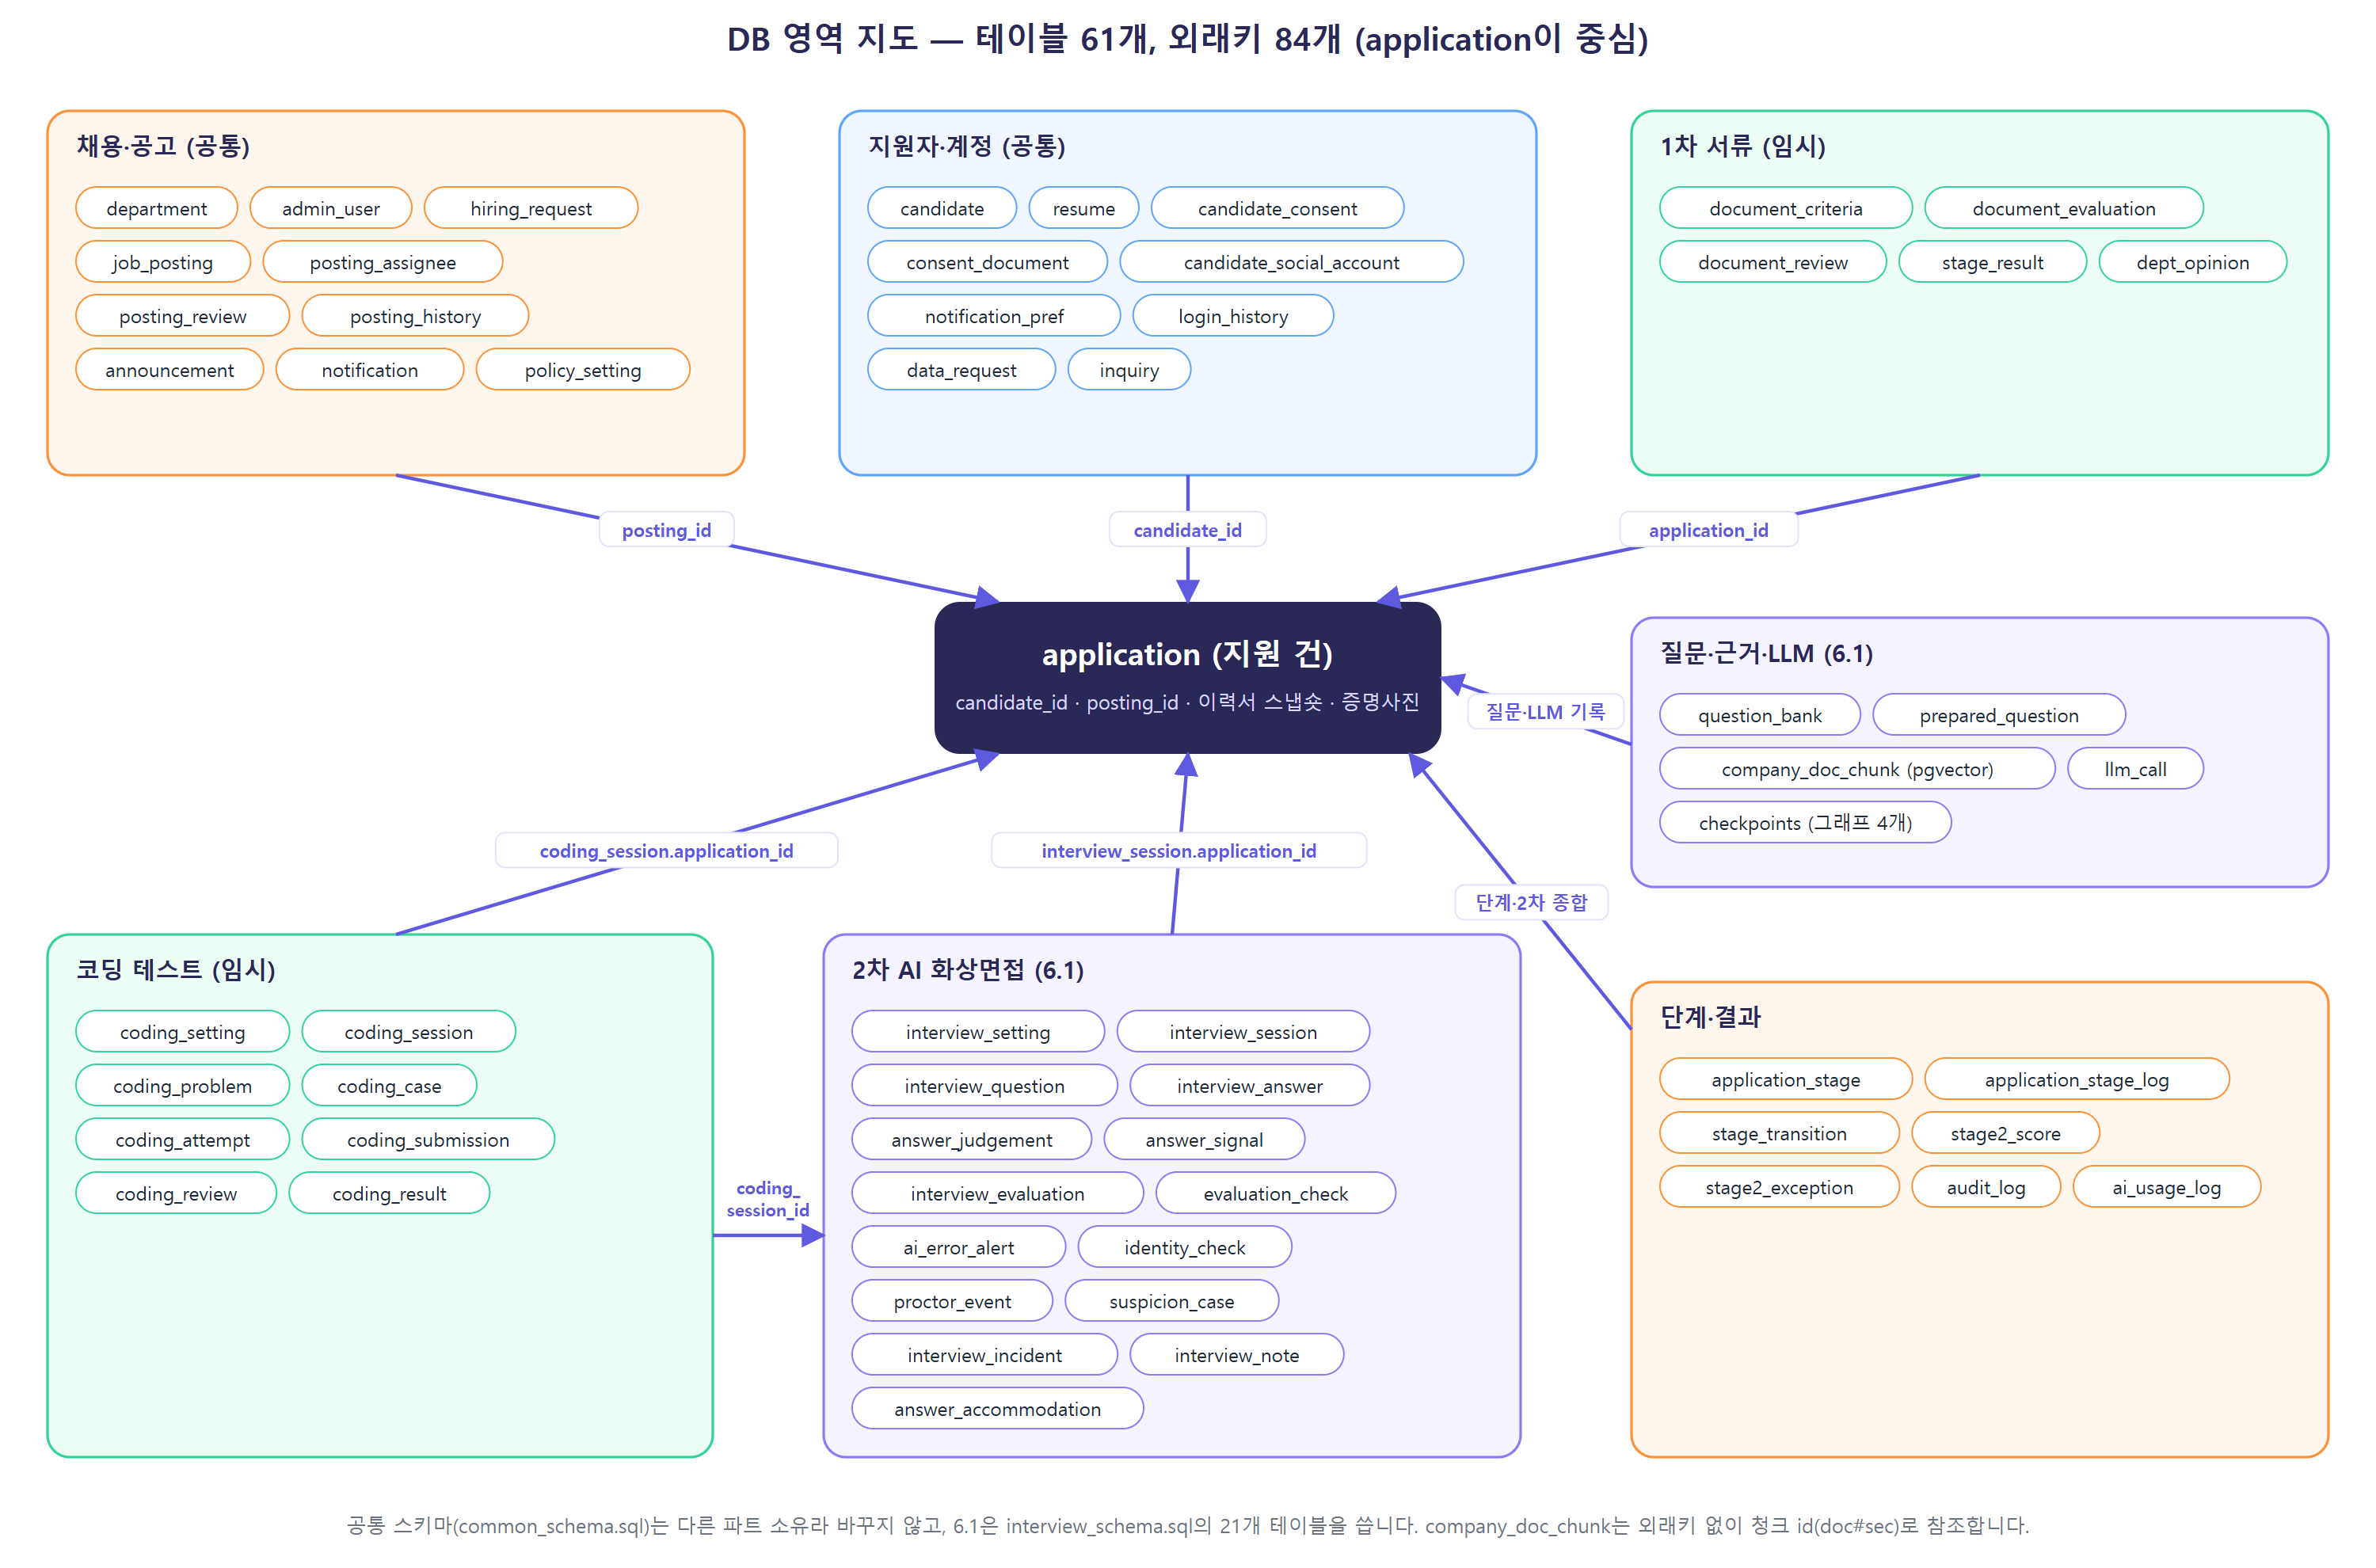 DB 영역 지도 — 테이블 61개, 외래키 84개 (application이 중심)
채용·공고 (공통)
department admin_user hiring_request
job_posting posting_assignee
posting_review posting_history
announcement notification policy_setting
지원자·계정 (공통)
candidate resume candidate_consent
consent_document candidate_social_account
notification_pref login_history
data_request inquiry
1차 서류 (임시)
document_criteria document_evaluation
document_review stage_result dept_opinion
posting_id
candidate_id
application_id
application (지원 건)
candidate_id · posting_id · 이력서 스냅숏 · 증명사진
질문·LLM 기록
질문·근거·LLM (6.1)
question_bank prepared_question
company_doc_chunk (pgvector) llm_call
checkpoints (그래프 4개)
coding_session.application_id
interview_session.application_id
단계·2차 종합
코딩 테스트 (임시)
coding_setting coding_session
coding_problem coding_case
coding_attempt coding_submission
coding_review coding_result
coding_
session_id
2차 AI 화상면접 (6.1)
interview_setting interview_session
interview_question interview_answer
answer_judgement answer_signal
interview_evaluation evaluation_check
ai_error_alert identity_check
proctor_event suspicion_case
interview_incident interview_note
answer_accommodation
단계·결과
application_stage application_stage_log
stage_transition stage2_score
stage2_exception audit_log ai_usage_log
공통 스키마(common_schema.sql)는 다른 파트 소유라 바꾸지 않고, 6.1은 interview_schema.sql의 21개 테이블을 씁니다. company_doc_chunk는 외래키 없이 청크 id(doc#sec)로 참조합니다.